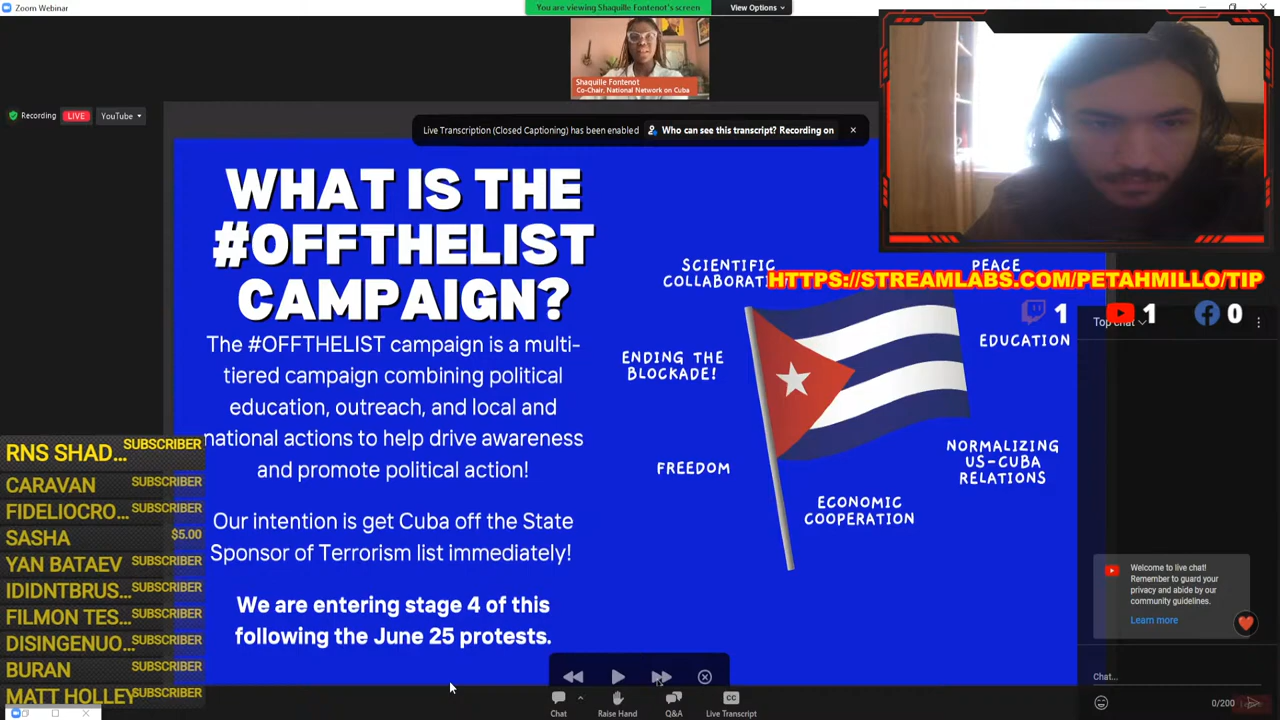 Zoom Webinar
You are viewing Shaquille Fontenot's screen
View Options
Shaquille Fontenot
Co-Chair, National Network on Cuba
Recording
LIVE
YouTube
Live Transcription (Closed Captioning) has been enabled
Who can see this transcript? Recording on
WHAT IS THE
#OFFTHELIST
CAMPAIGN?
The #OFFTHELIST campaign is a multi-
tiered campaign combining political
education, outreach, and local and
national actions to help drive awareness
and promote political action!
Our intention is get Cuba off the State
Sponsor of Terrorism list immediately!
We are entering stage 4 of this
following the June 25 protests.
SCIENTIFIC
PEACE
HTTPS://STREAMLABS.COM/PETAHMILLO/TIP
1
1
0
Top chat
EDUCATION
ENDING THE
BLOCKADE!
NORMALIZING
US-CUBA
RELATIONS
FREEDOM
ECONOMIC
COOPERATION
RNS SHAD... SUBSCRIBER
CARAVAN SUBSCRIBER
FIDELIOCRO... SUBSCRIBER
SASHA $5.00
YAN BATAEV SUBSCRIBER
IDIDNTBRUS... SUBSCRIBER
FILMON TES... SUBSCRIBER
DISINGENUO... SUBSCRIBER
BURAN SUBSCRIBER
MATT HOLLEY SUBSCRIBER
Welcome to live chat!
Remember to guard your
privacy and abide by our
community guidelines.
Learn more
Chat...
0/200
Chat
Raise Hand
Q&A
CC
Live Transcript